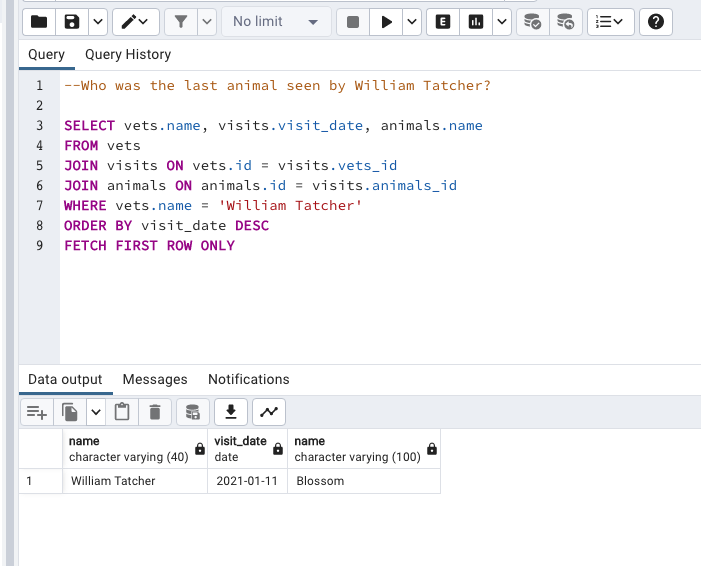 No limit
E
Query Query History
1 --Who was the last animal seen by William Tatcher?
2
3 SELECT vets.name, visits.visit_date, animals.name
4 FROM vets
5 JOIN visits ON vets.id = visits.vets_id
6 JOIN animals ON animals.id = visits.animals_id
7 WHERE vets.name = 'William Tatcher'
8 ORDER BY visit_date DESC
9 FETCH FIRST ROW ONLY
Data output Messages Notifications
name visit_date name
character varying (40) date character varying (100)
1 William Tatcher 2021-01-11 Blossom